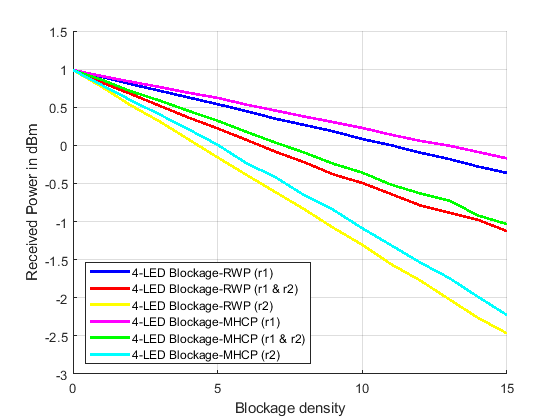 1.5
1
0.5
0
-0.5
-1
-1.5
-2
-2.5
-3
Received Power in dBm
4-LED Blockage-RWP (r1)
4-LED Blockage-RWP (r1 & r2)
4-LED Blockage-RWP (r2)
4-LED Blockage-MHCP (r1)
4-LED Blockage-MHCP (r1 & r2)
4-LED Blockage-MHCP (r2)
0 5 10 15
Blockage density